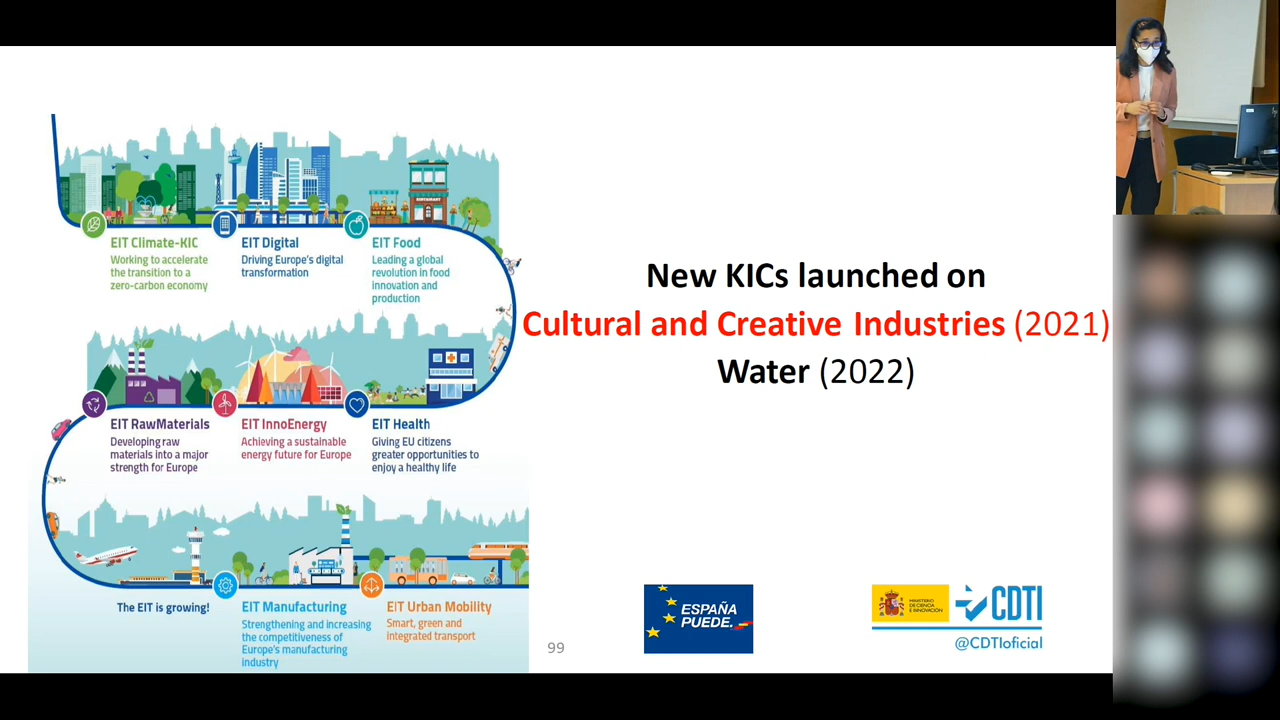 EIT Climate-KIC
Working to accelerate
the transition to a
zero-carbon economy
EIT Digital
Driving Europe's digital
transformation
EIT Food
Leading a global
revolution in food
innovation and
production
RESTAURANT
New KICs launched on
Cultural and Creative Industries (2021)
Water (2022)
EIT RawMaterials
Developing raw
materials into a major
strength for Europe
EIT InnoEnergy
Achieving a sustainable
energy future for Europe
EIT Health
Giving EU citizens
greater opportunities to
enjoy a healthy life
The EIT is growing!
EIT Manufacturing
Strengthening and increasing
the competitiveness of
Europe's manufacturing
industry
EIT Urban Mobility
Smart, green and
integrated transport
99
ESPAÑA
PUEDE.
MINISTERIO
DE CIENCIA
E INNOVACIÓN
CDTI
@CDTIoficial